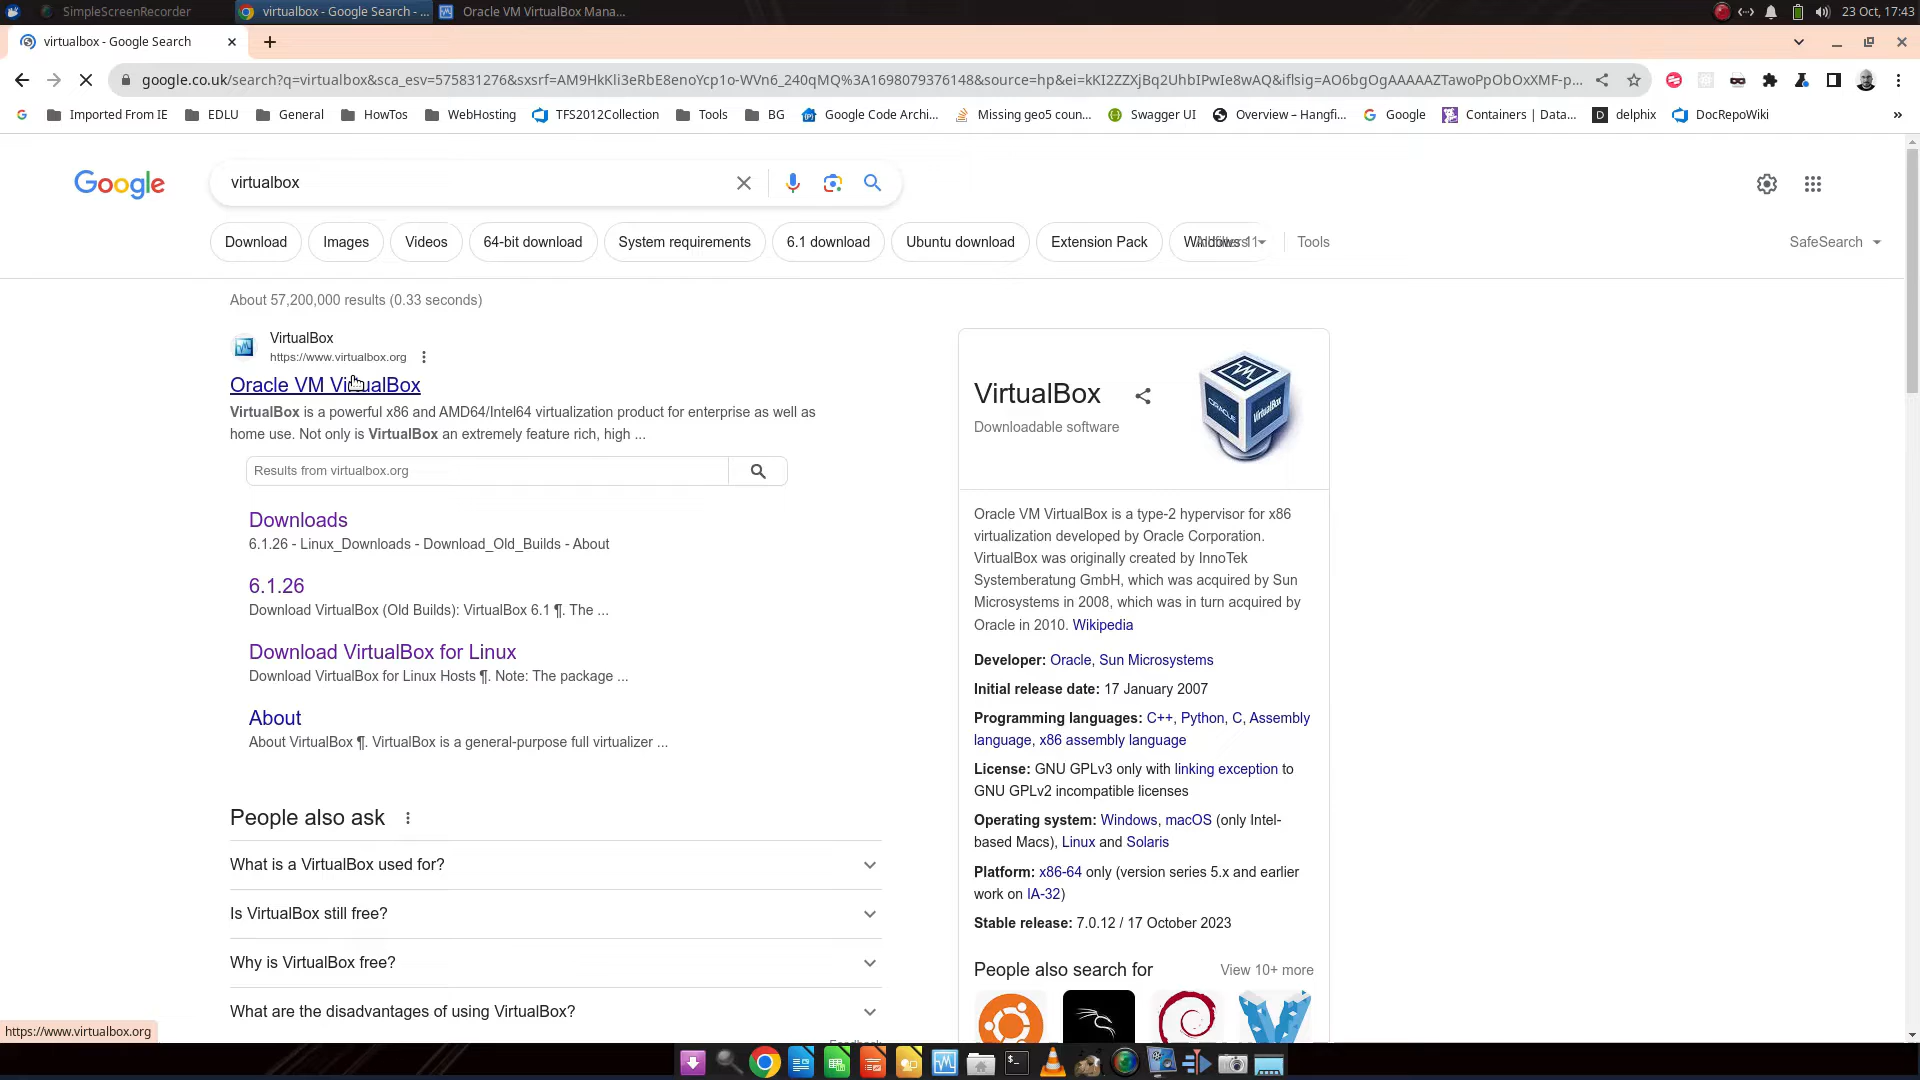 SimpleScreenRecorder
virtualbox - Google Search - ...
Oracle VM VirtualBox Mana...
23 Oct, 17:43
virtualbox - Google Search
google.co.uk/search?q=virtualbox&sca_esv=575831276&sxsrf=AM9HkKli3eRbE8enoYcp1o-WVn6_240qMQ%3A1698079376148&source=hp&ei=kKI2ZZXjBq2UhbIPwIe8wAQ&iflsig=AO6bgOgAAAAAZTawoPpObOxXMF-p...
Imported From IE
EDLU
General
HowTos
WebHosting
TFS2012Collection
Tools
BG
Google Code Archi...
Missing geo5 coun...
Swagger UI
Overview – Hangfi...
Google
Containers | Data...
delphix
DocRepoWiki
»
Google
virtualbox
Download
Images
Videos
64-bit download
System requirements
6.1 download
Ubuntu download
Extension Pack
Windows 11
All filters
Tools
SafeSearch
About 57,200,000 results (0.33 seconds)
VirtualBox
https://www.virtualbox.org
Oracle VM VirtualBox
VirtualBox is a powerful x86 and AMD64/Intel64 virtualization product for enterprise as well as
home use. Not only is VirtualBox an extremely feature rich, high ...
Results from virtualbox.org
Downloads
6.1.26 - Linux_Downloads - Download_Old_Builds - About
6.1.26
Download VirtualBox (Old Builds): VirtualBox 6.1 ¶. The ...
Download VirtualBox for Linux
Download VirtualBox for Linux Hosts ¶. Note: The package ...
About
About VirtualBox ¶. VirtualBox is a general-purpose full virtualizer ...
People also ask
What is a VirtualBox used for?
Is VirtualBox still free?
Why is VirtualBox free?
What are the disadvantages of using VirtualBox?
Feedback
VirtualBox
Downloadable software
ORACLE
VirtualBox
Oracle VM VirtualBox is a type-2 hypervisor for x86
virtualization developed by Oracle Corporation.
VirtualBox was originally created by InnoTek
Systemberatung GmbH, which was acquired by Sun
Microsystems in 2008, which was in turn acquired by
Oracle in 2010. Wikipedia
Developer: Oracle, Sun Microsystems
Initial release date: 17 January 2007
Programming languages: C++, Python, C, Assembly
language, x86 assembly language
License: GNU GPLv3 only with linking exception to
GNU GPLv2 incompatible licenses
Operating system: Windows, macOS (only Intel-
based Macs), Linux and Solaris
Platform: x86-64 only (version series 5.x and earlier
work on IA-32)
Stable release: 7.0.12 / 17 October 2023
People also search for
View 10+ more
https://www.virtualbox.org